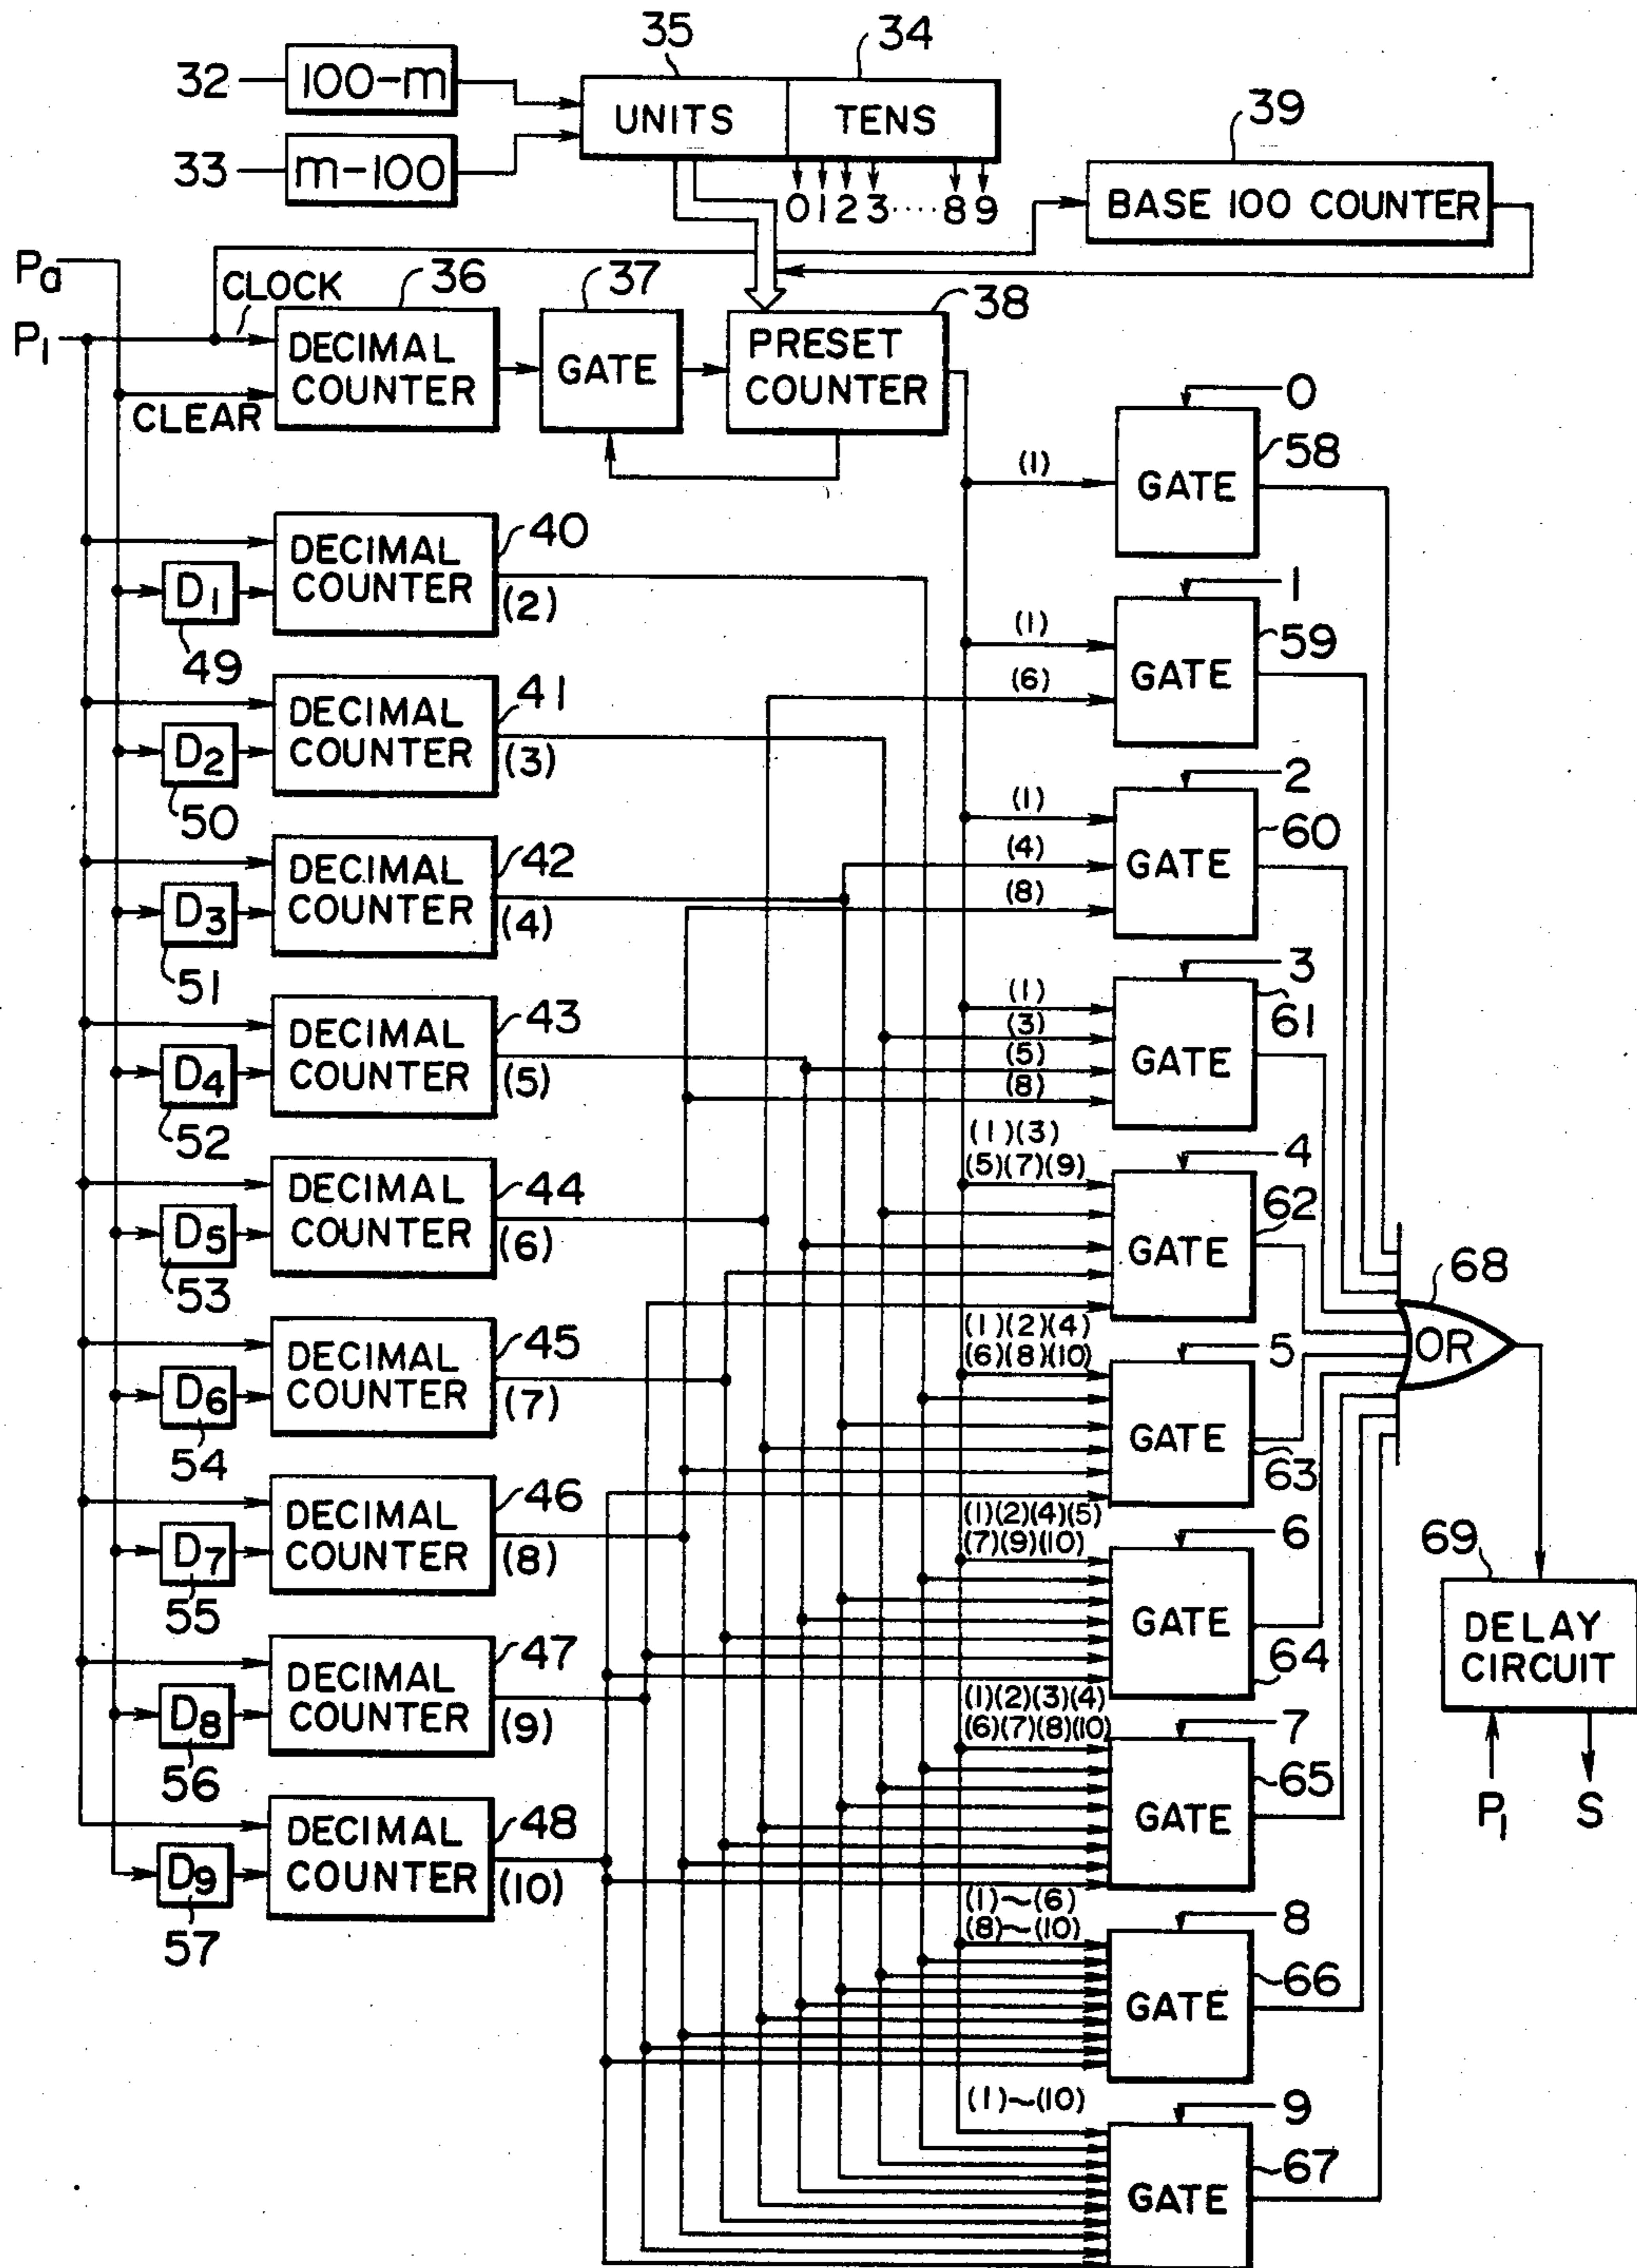 35
34
32
100-m
UNITS
TENS
39
33
m-100
0 1 2 3 .... 8 9
BASE 100 COUNTER
Pa
CLOCK
36
37
38
P1
DECIMAL
COUNTER
GATE
PRESET
COUNTER
CLEAR
0
58
(1)
GATE
DECIMAL
COUNTER
40
(2)
D1
49
1
59
(1)
(6)
GATE
DECIMAL
COUNTER
41
(3)
D2
50
2
60
(1)
(4)
(8)
GATE
DECIMAL
COUNTER
42
(4)
D3
51
3
61
(1)
(3)
(5)
(8)
GATE
DECIMAL
COUNTER
43
(5)
D4
52
(1)(3)
(5)(7)(9)
4
62
GATE
DECIMAL
COUNTER
44
(6)
D5
53
68
OR
(1)(2)(4)
(6)(8)(10)
5
GATE
63
DECIMAL
COUNTER
45
(7)
D6
54
(1)(2)(4)(5)
(7)(9)(10)
6
GATE
64
DECIMAL
COUNTER
46
(8)
D7
55
69
DELAY
CIRCUIT
P1
S
(1)(2)(3)(4)
(6)(7)(8)(10)
7
65
GATE
DECIMAL
COUNTER
47
(9)
D8
56
DECIMAL
COUNTER
48
(10)
D9
57
(1)~(6)
(8)~(10)
8
66
GATE
(1)~(10)
9
67
GATE